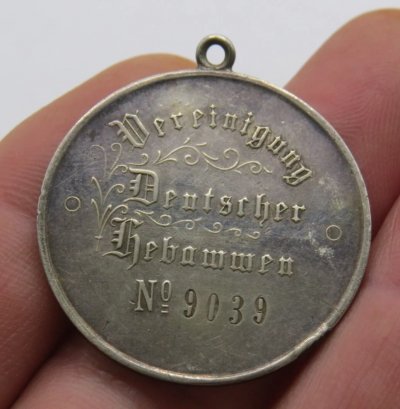 Vereinigung
Deutscher
Hebammen
No 9039